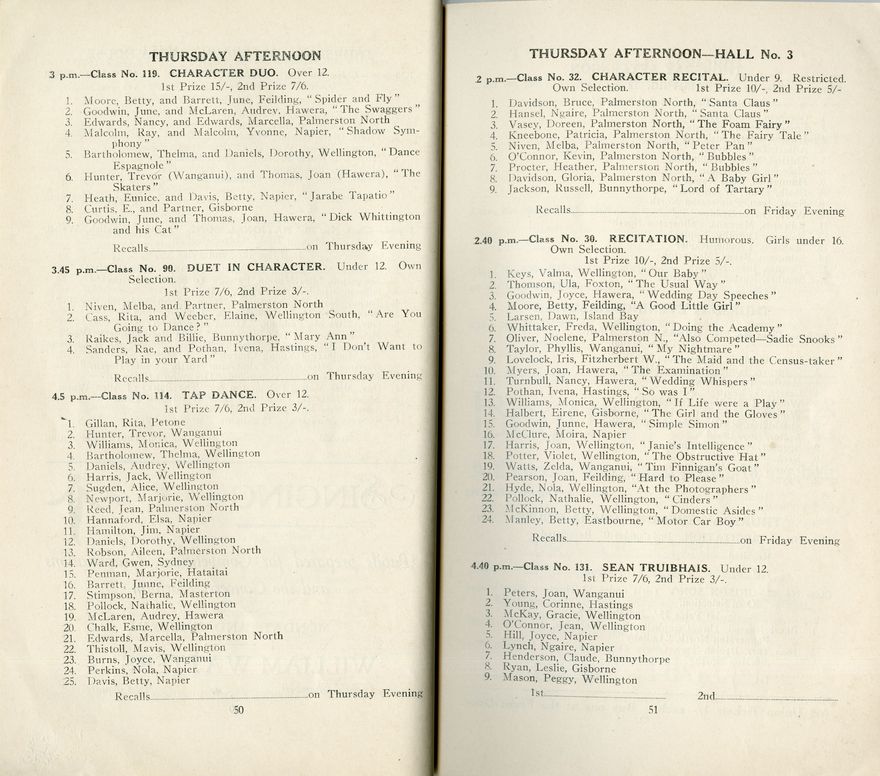 THURSDAY AFTERNOON
3 p.m.—Class No. 119. CHARACTER DUO. Over 12.
1st Prize 15/-, 2nd Prize 7/6.
1. Moore, Betty, and Barrett, June, Feilding, “Spider and Fly”
2. Goodwin, June, and McLaren, Audrey, Hawera, “The Swaggers”
3. Edwards, Nancy, and Edwards, Marcella, Palmerston North
4. Malcolm, Ray, and Malcolm, Yvonne, Napier, “Shadow Sym-
phony”
5. Bartholomew, Thelma, and Daniels, Dorothy, Wellington, “Dance
Espagnole”
6. Hunter, Trevor (Wanganui), and Thomas, Joan (Hawera), “The
Skaters”
7. Heath, Eunice, and Davis, Betty, Napier, “Jarabe Tapatio”
8. Curtis, E., and Partner, Gisborne
9. Goodwin, June, and Thomas, Joan, Hawera, “Dick Whittington
and his Cat”
Recalls on Thursday Evening
3.45 p.m.—Class No. 90. DUET IN CHARACTER. Under 12. Own
Selection.
1st Prize 7/6, 2nd Prize 3/-.
1. Niven, Melba, and Partner, Palmerston North
2. Cass, Rita, and Weeber, Elaine, Wellington South, “Are You
Going to Dance?”
3. Raikes, Jack and Billie, Bunnythorpe, “Mary Ann”
4. Sanders, Rae, and Pothan, Ivena, Hastings, “I Don't Want to
Play in your Yard”
Recalls on Thursday Evening
4.5 p.m.—Class No. 114. TAP DANCE. Over 12.
1st Prize 7/6, 2nd Prize 3/-.
1. Gillan, Rita, Petone
2. Hunter, Trevor, Wanganui
3. Williams, Monica, Wellington
4. Bartholomew, Thelma, Wellington
5. Daniels, Audrey, Wellington
6. Harris, Jack, Wellington
7. Sugden, Alice, Wellington
8. Newport, Marjorie, Wellington
9. Reed, Jean, Palmerston North
10. Hannaford, Elsa, Napier
11. Hamilton, Jim, Napier
12. Daniels, Dorothy, Wellington
13. Robson, Aileen, Palmerston North
14. Ward, Gwen, Sydney
15. Penman, Marjorie, Hataitai
16. Barrett, Junne, Feilding
17. Stimpson, Berna, Masterton
18. Pollock, Nathalie, Wellington
19. McLaren, Audrey, Hawera
20. Chalk, Esme, Wellington
21. Edwards, Marcella, Palmerston North
22. Thistoll, Mavis, Wellington
23. Burns, Joyce, Wanganui
24. Perkins, Nola, Napier
25. Davis, Betty, Napier
Recalls on Thursday Evening
50
THURSDAY AFTERNOON—HALL No. 3
2 p.m.—Class No. 32. CHARACTER RECITAL. Under 9. Restricted.
Own Selection. 1st Prize 10/-, 2nd Prize 5/-
1. Davidson, Bruce, Palmerston North, “Santa Claus”
2. Hansel, Ngaire, Palmerston North, “Santa Claus”
3. Vasey, Doreen, Palmerston North, “The Foam Fairy”
4. Kneebone, Patricia, Palmerston North, “The Fairy Tale”
5. Niven, Melba, Palmerston North, “Peter Pan”
6. O'Connor, Kevin, Palmerston North, “Bubbles”
7. Procter, Heather, Palmerston North, “Bubbles”
8. Davidson, Gloria, Palmerston North, “A Baby Girl”
9. Jackson, Russell, Bunnythorpe, “Lord of Tartary”
Recalls on Friday Evening
2.40 p.m.—Class No. 30. RECITATION. Humorous. Girls under 16.
Own Selection.
1st Prize 10/-, 2nd Prize 5/-.
1. Keys, Valma, Wellington, “Our Baby”
2. Thomson, Ula, Foxton, “The Usual Way”
3. Goodwin, Joyce, Hawera, “Wedding Day Speeches”
4. Moore, Betty, Feilding, “A Good Little Girl”
5. Larsen, Dawn, Island Bay
6. Whittaker, Freda, Wellington, “Doing the Academy”
7. Oliver, Noelene, Palmerston N., “Also Competed—Sadie Snooks”
8. Taylor, Phyllis, Wanganui, “My Nightmare”
9. Lovelock, Iris, Fitzherbert W., “The Maid and the Census-taker”
10. Myers, Joan, Hawera, “The Examination”
11. Turnbull, Nancy, Hawera, “Wedding Whispers”
12. Pothan, Ivena, Hastings, “So was I”
13. Williams, Monica, Wellington, “If Life were a Play”
14. Halbert, Eirene, Gisborne, “The Girl and the Gloves”
15. Goodwin, Junne, Hawera, “Simple Simon”
16. McClure, Moira, Napier
17. Harris, Joan, Wellington, “Janie's Intelligence”
18. Potter, Violet, Wellington, “The Obstructive Hat”
19. Watts, Zelda, Wanganui, “Tim Finnigan's Goat”
20. Pearson, Joan, Feilding, “Hard to Please”
21. Hyde, Nola, Wellington, “At the Photographers”
22. Pollock, Nathalie, Wellington, “Cinders”
23. McKinnon, Betty, Wellington, “Domestic Asides”
24. Manley, Betty, Eastbourne, “Motor Car Boy”
Recalls on Friday Evening
4.40 p.m.—Class No. 131. SEAN TRUIBHAIS. Under 12.
1st Prize 7/6, 2nd Prize 3/-.
1. Peters, Joan, Wanganui
2. Young, Corinne, Hastings
3. McKay, Gracie, Wellington
4. O'Connor, Jean, Wellington
5. Hill, Joyce, Napier
6. Lynch, Ngaire, Napier
7. Henderson, Claude, Bunnythorpe
8. Ryan, Leslie, Gisborne
9. Mason, Peggy, Wellington
1st 2nd
51